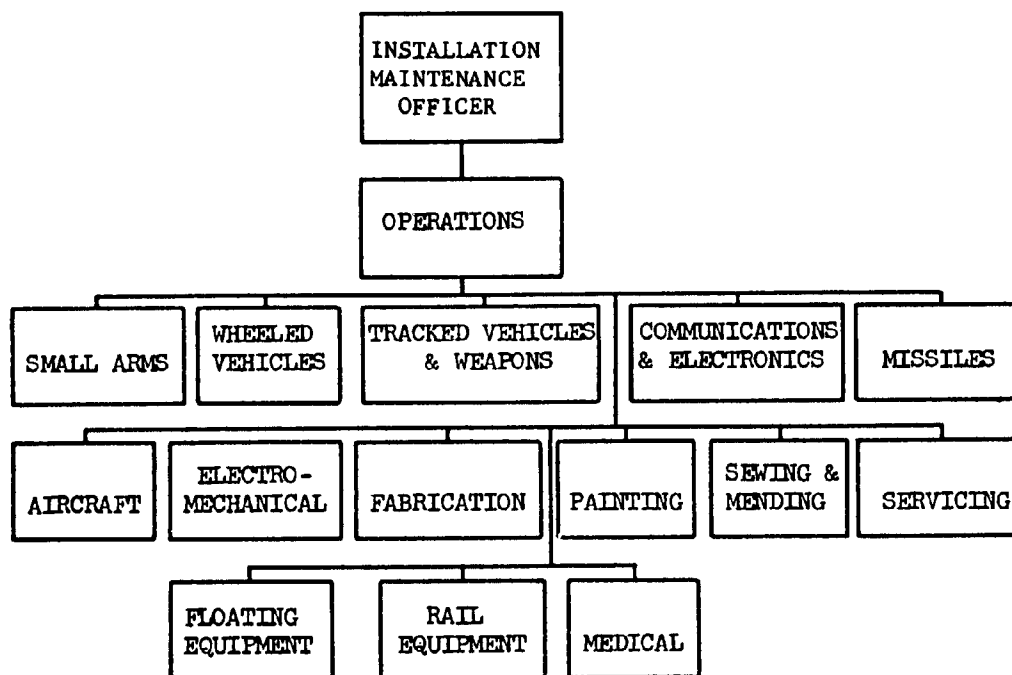 INSTALLATION
MAINTENANCE
OFFICER
OPERATIONS
SMALL ARMS
WHEELED
VEHICLES
TRACKED VEHICLES
& WEAPONS
COMMUNICATIONS
& ELECTRONICS
MISSILES
AIRCRAFT
ELECTRO-
MECHANICAL
FABRICATION
PAINTING
SEWING &
MENDING
SERVICING
FLOATING
EQUIPMENT
RAIL
EQUIPMENT
MEDICAL